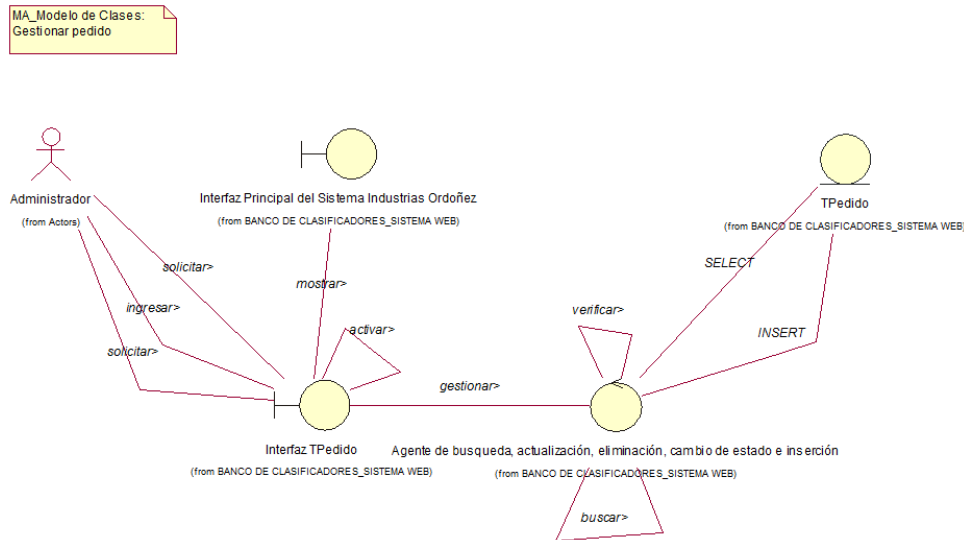 MA_Modelo de Clases:
Gestionar pedido
Administrador
(from Actors)
Interfaz Principal del Sistema Industrias Ordoñez
(from BANCO DE CLASIFICADORES_SISTEMA WEB)
TPedido
(from BANCO DE CLASIFICADORES_SISTEMA WEB)
solicitar>
SELECT
mostrar>
ingresar>
verificar>
activar>
INSERT
solicitar>
gestionar>
Interfaz TPedido
(from BANCO DE CLASIFICADORES_SISTEMA WEB)
Agente de busqueda, actualización, eliminación, cambio de estado e inserción
(from BANCO DE CLASIFICADORES_SISTEMA WEB)
buscar>